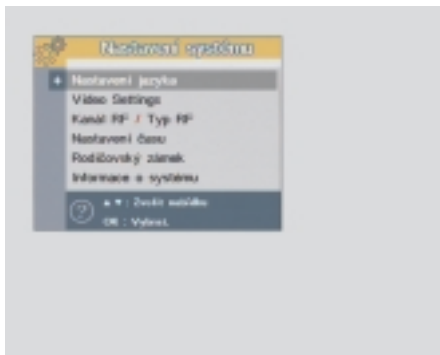 Nastavení systému
Nastavení jazyka
Video Settings
Kanál RF / Typ RF
Nastavení času
Rodičovský zámek
Informace o systému
▲ ▼ : Zvolit nabídku
OK : Vybrat.